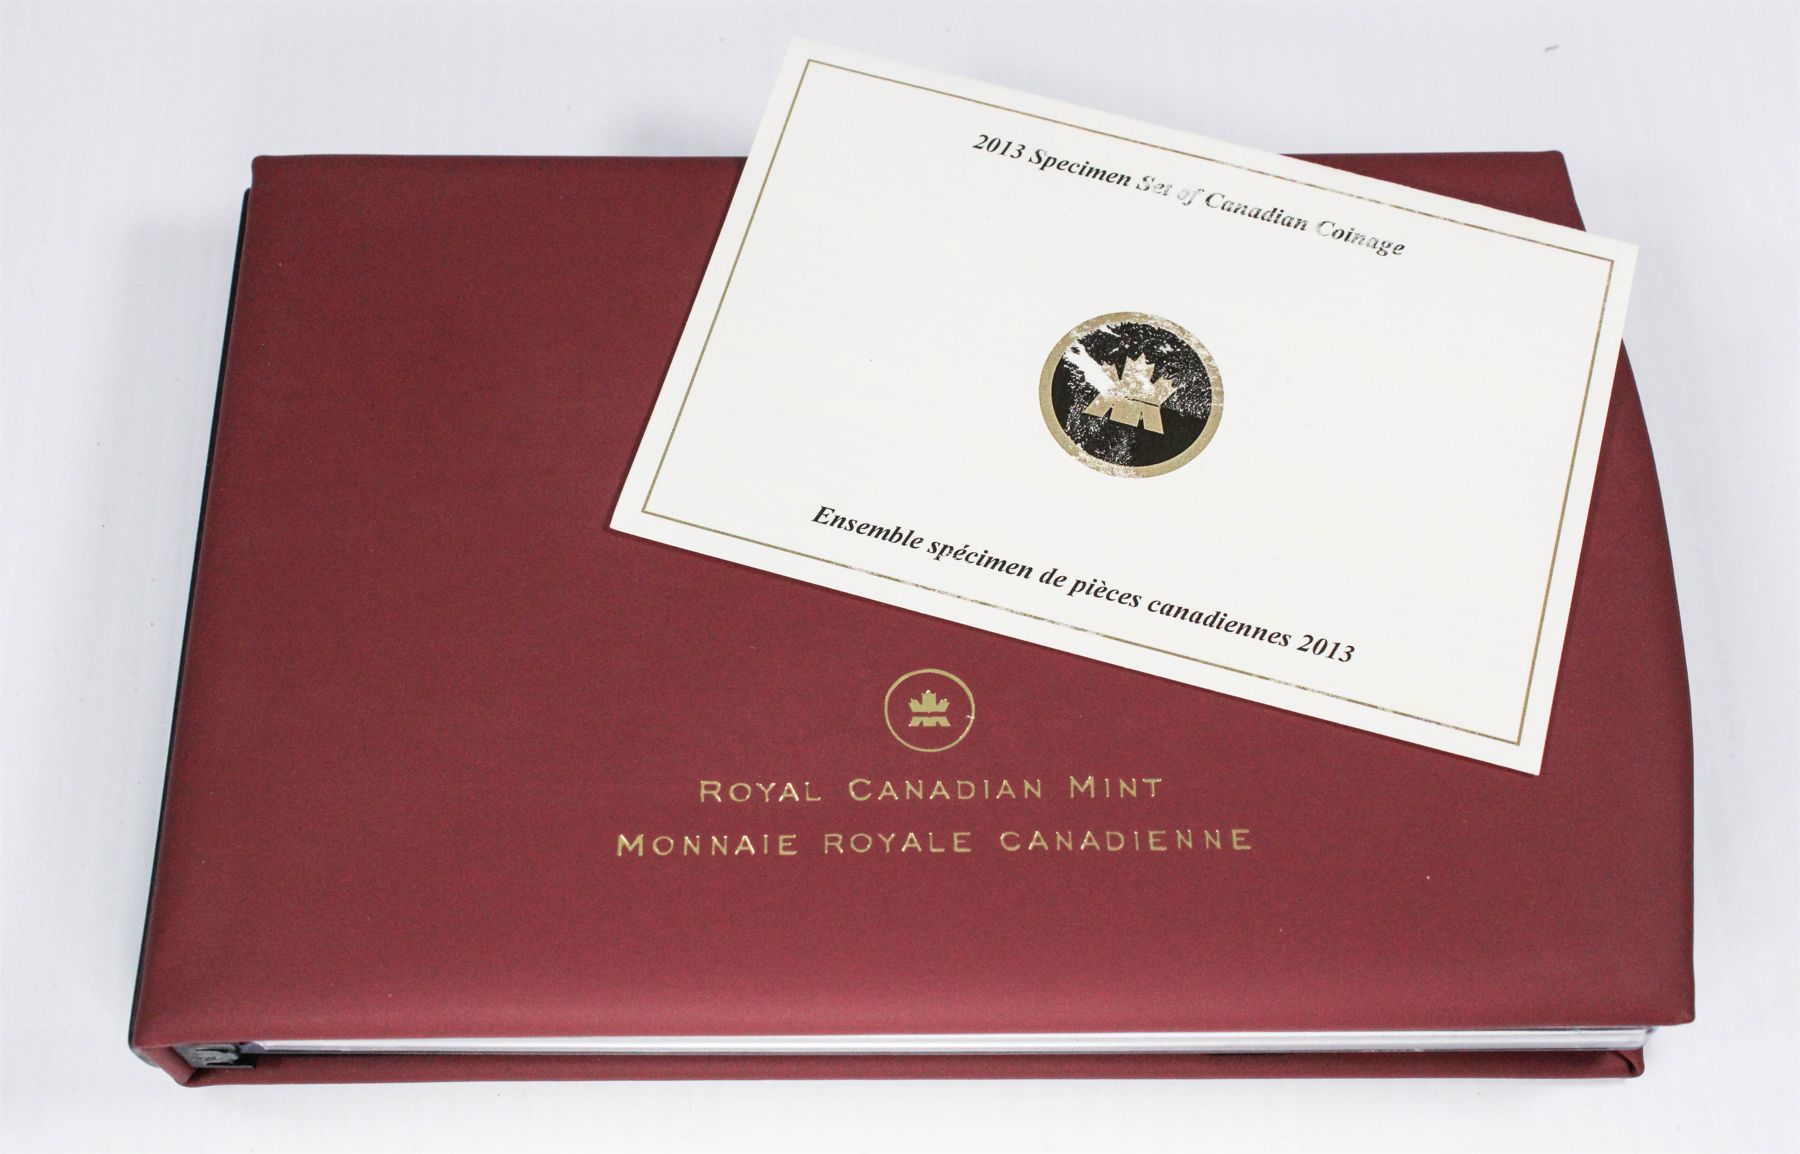 2013 Specimen Set of Canadian Coinage
Ensemble spécimen de pièces canadiennes 2013
ROYAL CANADIAN MINT
MONNAIE ROYALE CANADIENNE